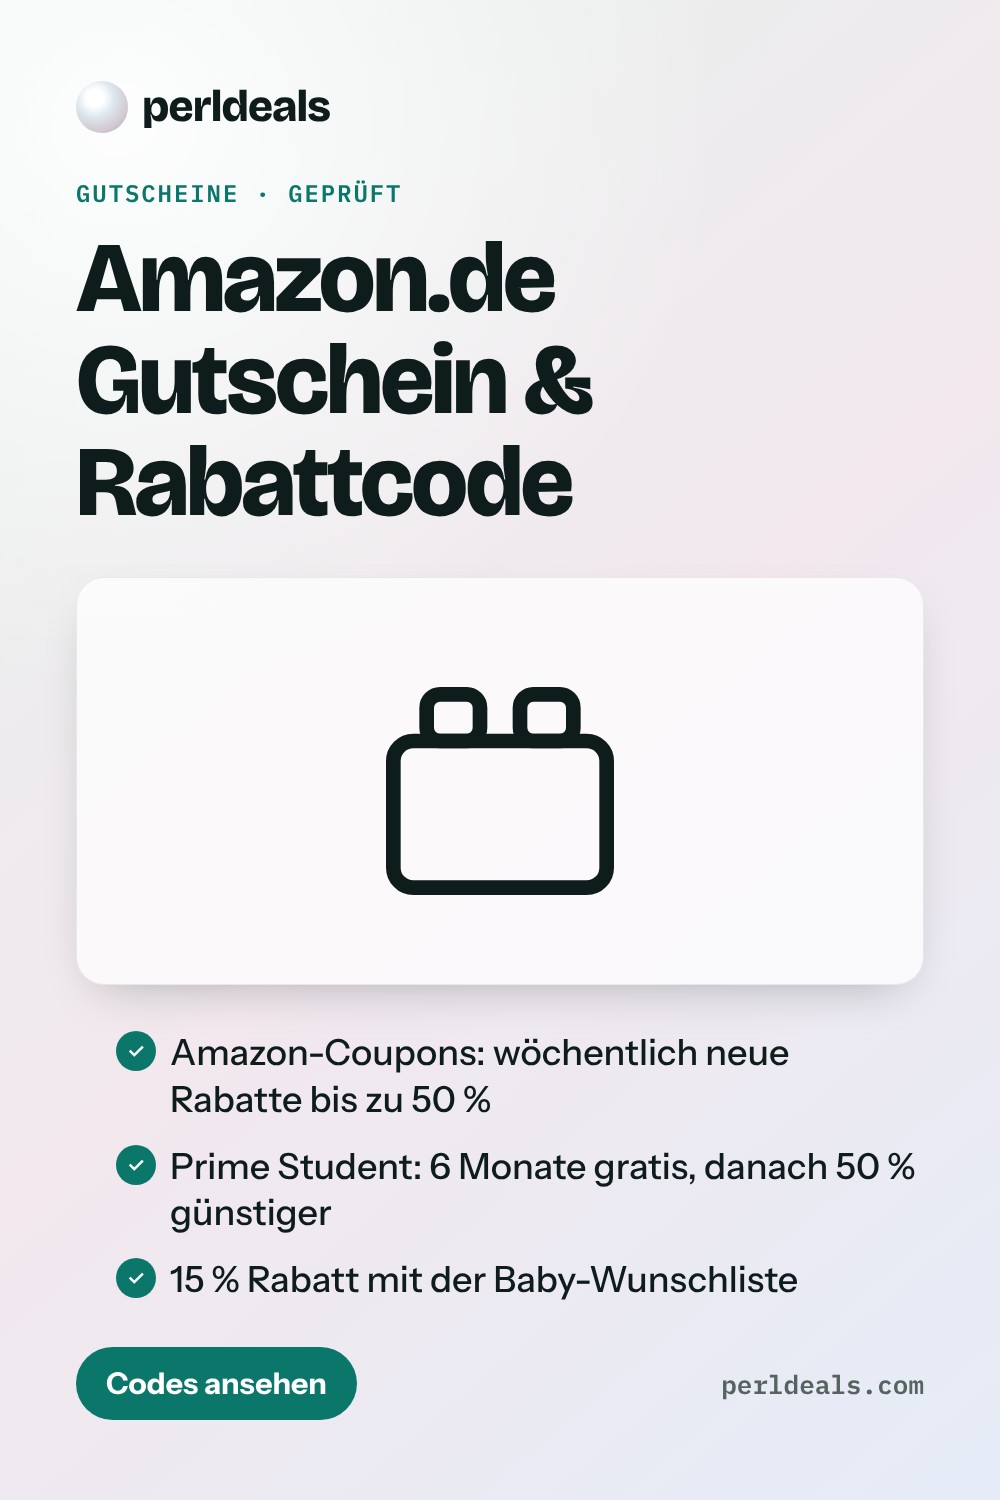 perldeals
GUTSCHEINE · GEPRÜFT
Amazon.de
Gutschein &
Rabattcode
Amazon-Coupons: wöchentlich neue
Rabatte bis zu 50 %
Prime Student: 6 Monate gratis, danach 50 %
günstiger
15 % Rabatt mit der Baby-Wunschliste
Codes ansehen
perldeals.com